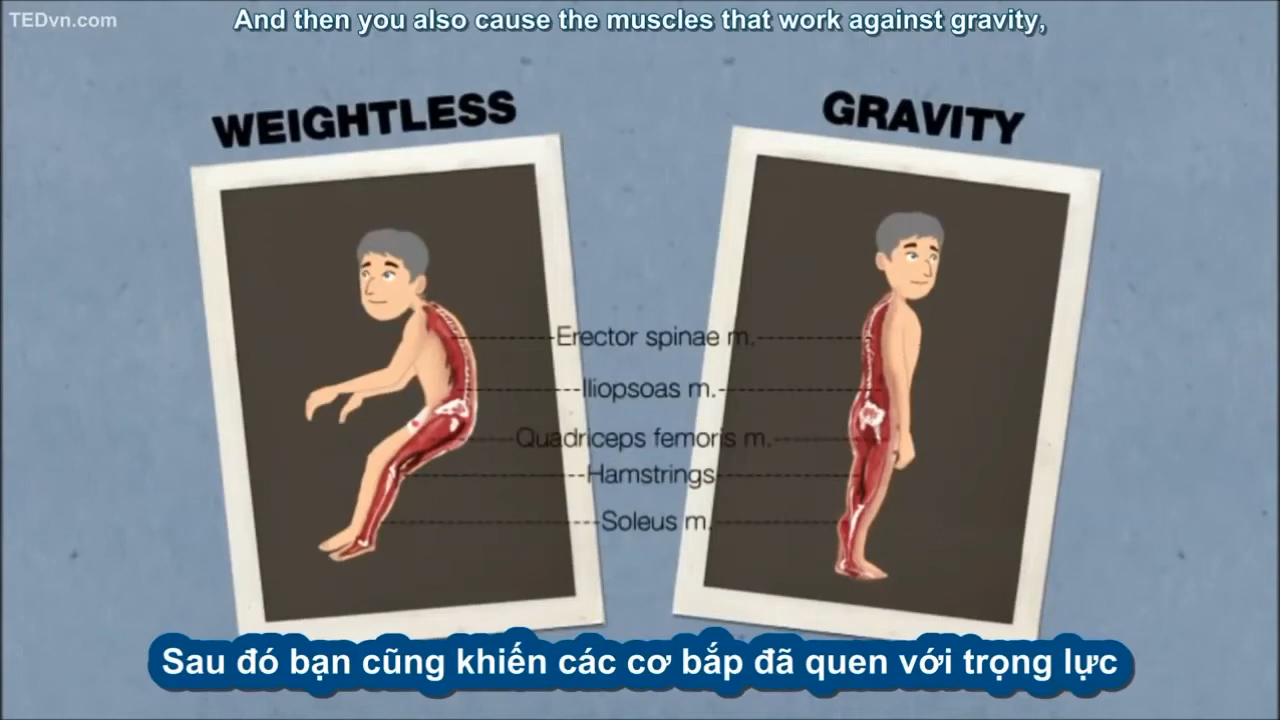 TEDvn.com
And then you also cause the muscles that work against gravity,
WEIGHTLESS
GRAVITY
Erector spinae m.
Iliopsoas m.
Quadriceps femoris m.
Hamstrings
Soleus m.
Sau đó bạn cũng khiến các cơ bắp đã quen với trọng lực